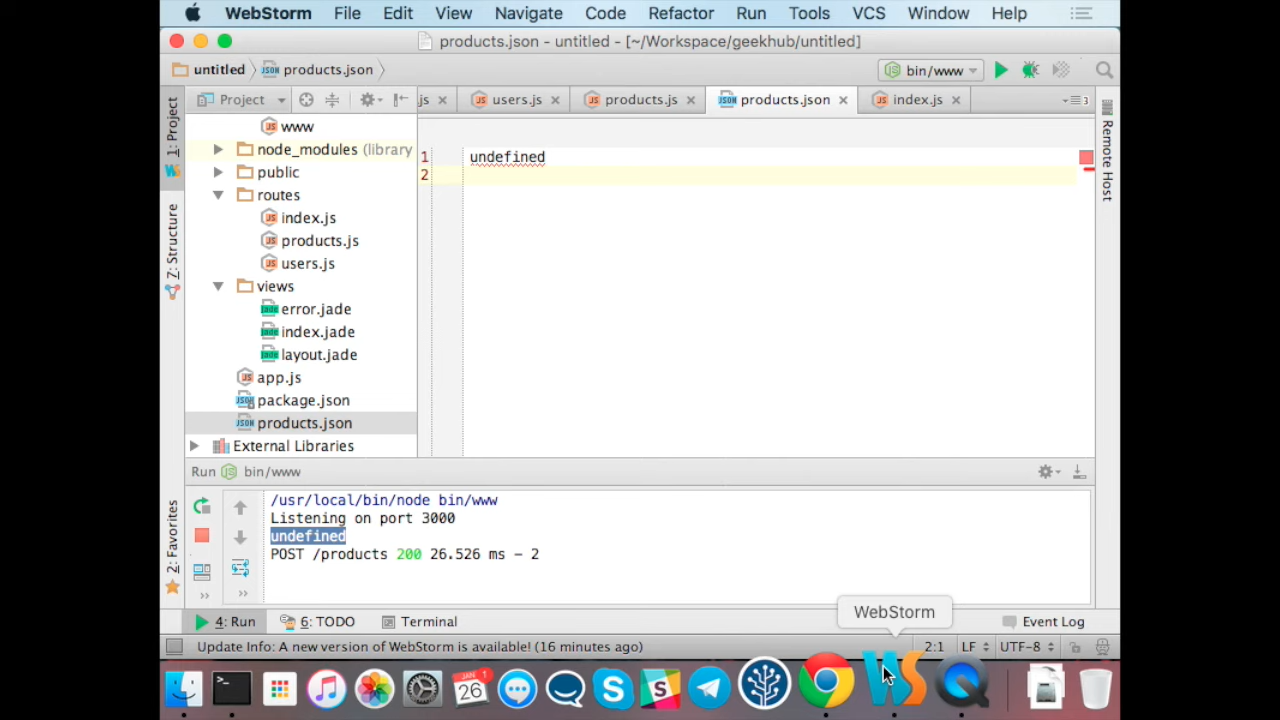 WebStorm File Edit View Navigate Code Refactor Run Tools VCS Window Help
products.json - untitled - [~/Workspace/geekhub/untitled]
untitled products.json bin/www
1: Project
Project js users.js products.js products.json index.js 3
www
node_modules (library
public
routes
index.js
products.js
users.js
views
error.jade
index.jade
layout.jade
app.js
package.json
products.json
External Libraries
1 undefined
2
Remote Host
7: Structure
2: Favorites
Run bin/www
/usr/local/bin/node bin/www
Listening on port 3000
undefined
POST /products 200 26.526 ms - 2
WebStorm
4: Run 6: TODO Terminal Event Log
Update Info: A new version of WebStorm is available! (16 minutes ago) 2:1 LF UTF-8
JAN 1
26